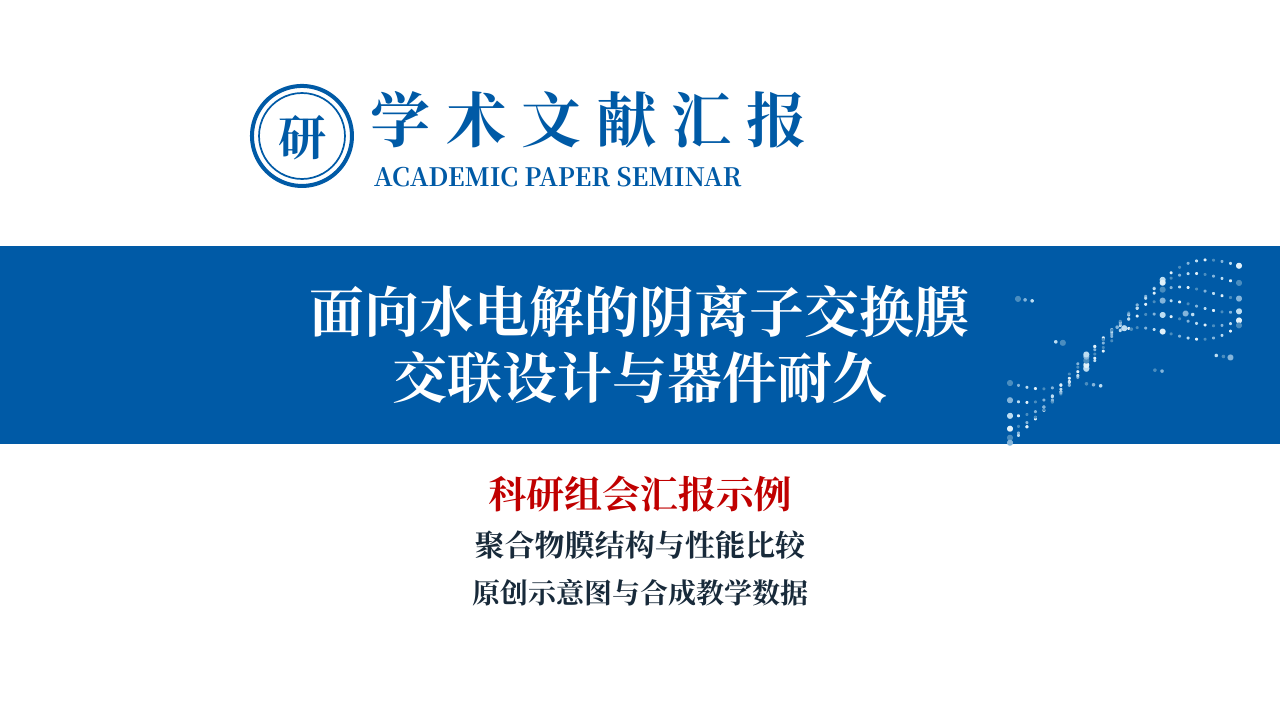 研
学术文献汇报
ACADEMIC PAPER SEMINAR
面向水电解的阴离子交换膜
交联设计与器件耐久
科研组会汇报示例
聚合物膜结构与性能比较
原创示意图与合成教学数据